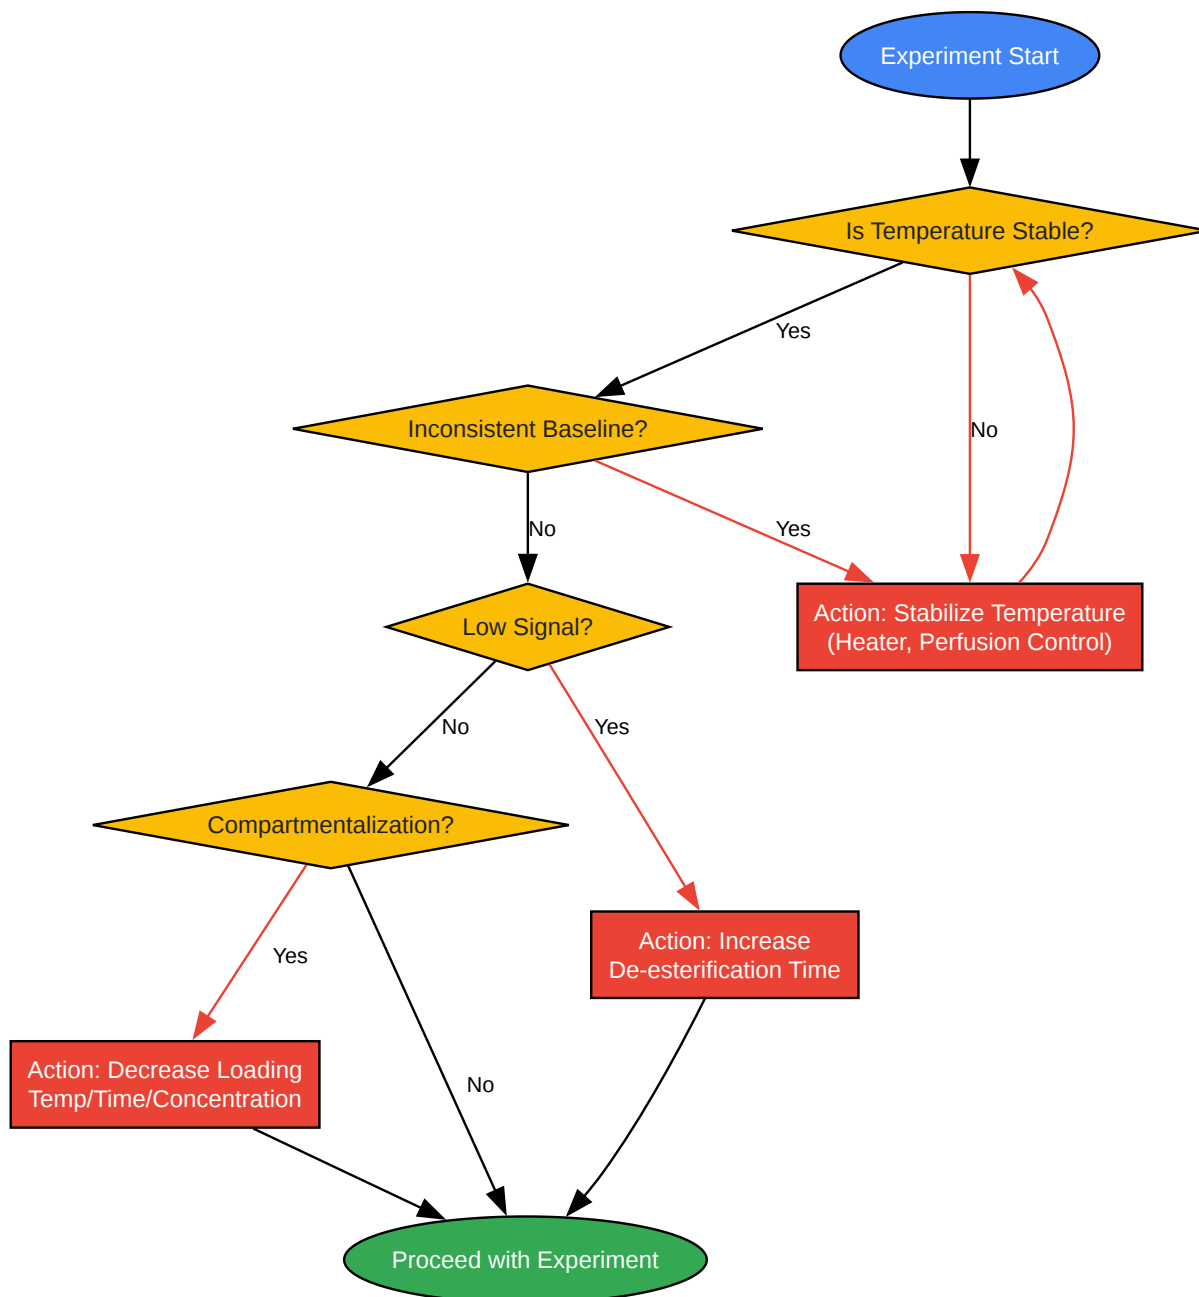 Experiment Start
Is Temperature Stable?
Yes
Inconsistent Baseline?
No
No
Yes
Action: Stabilize Temperature
(Heater, Perfusion Control)
Low Signal?
No
Yes
Compartmentalization?
Action: Increase
De-esterification Time
Yes
Action: Decrease Loading
Temp/Time/Concentration
No
Proceed with Experiment